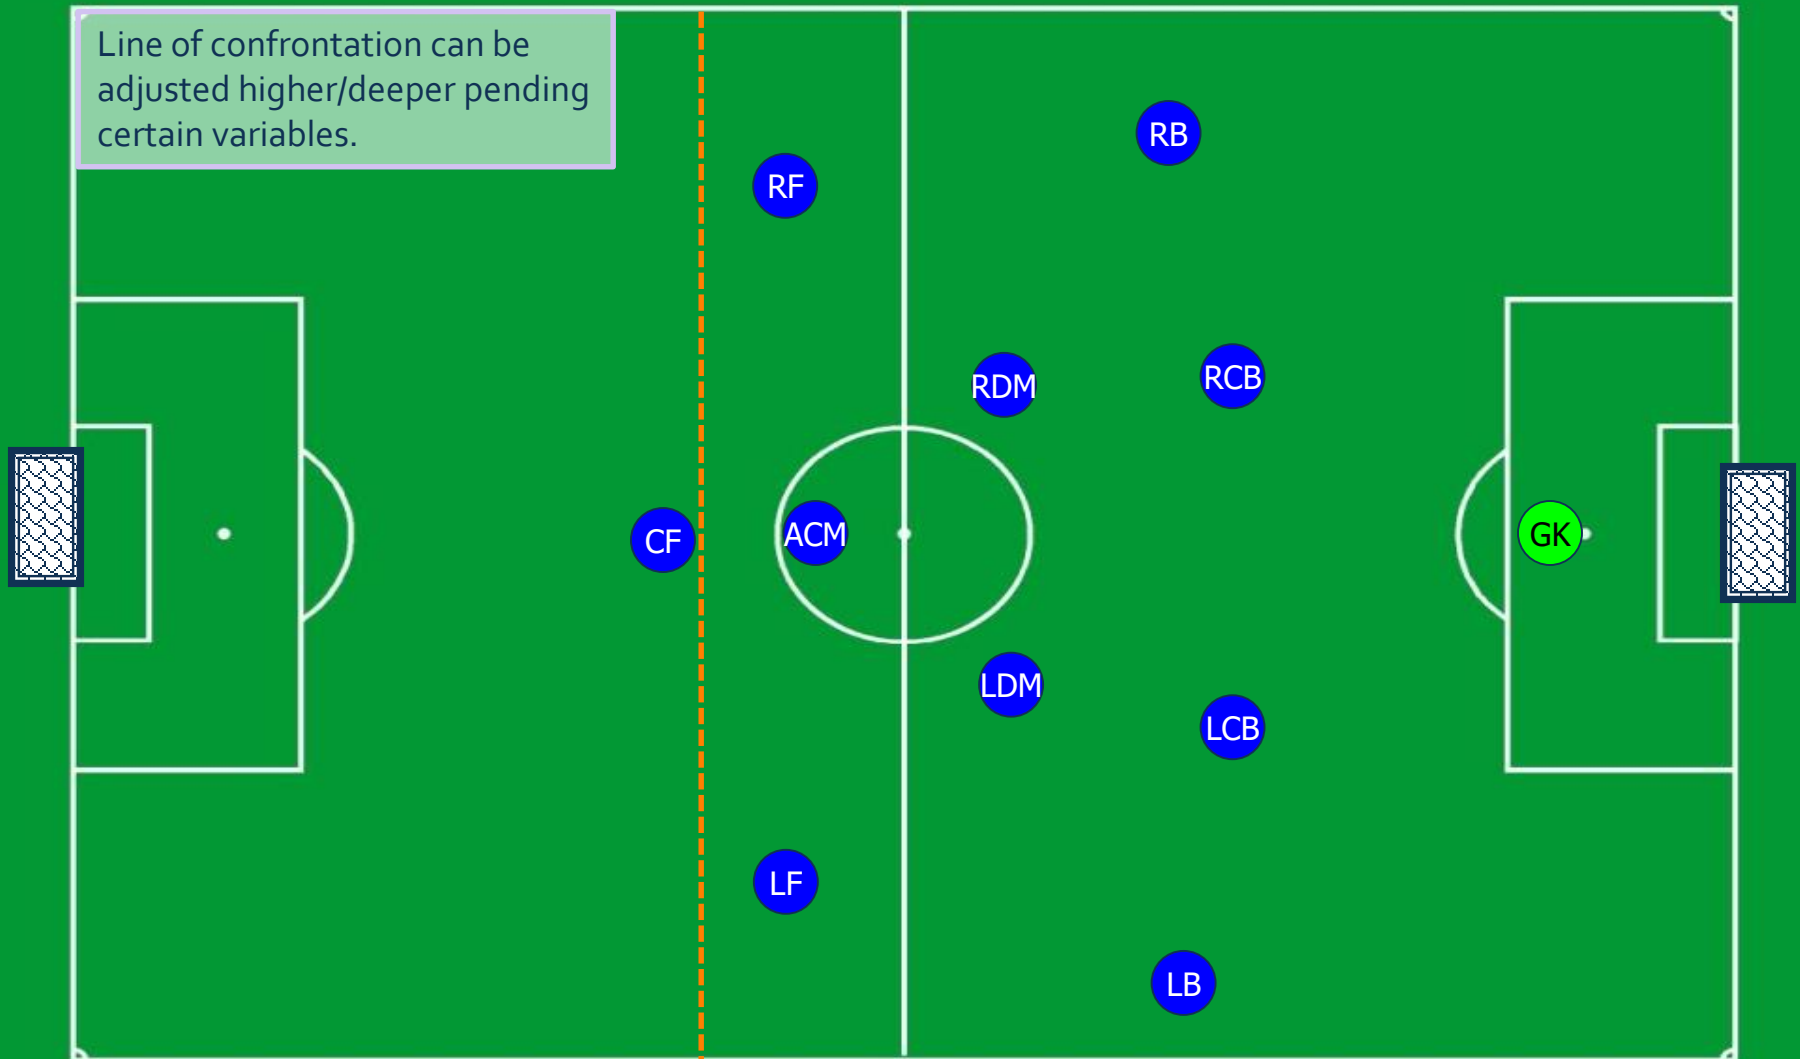 Line of confrontation can be
adjusted higher/deeper pending
certain variables.
RB
RF
RDM
RCB
CF
ACM
GK
LDM
LCB
LF
LB